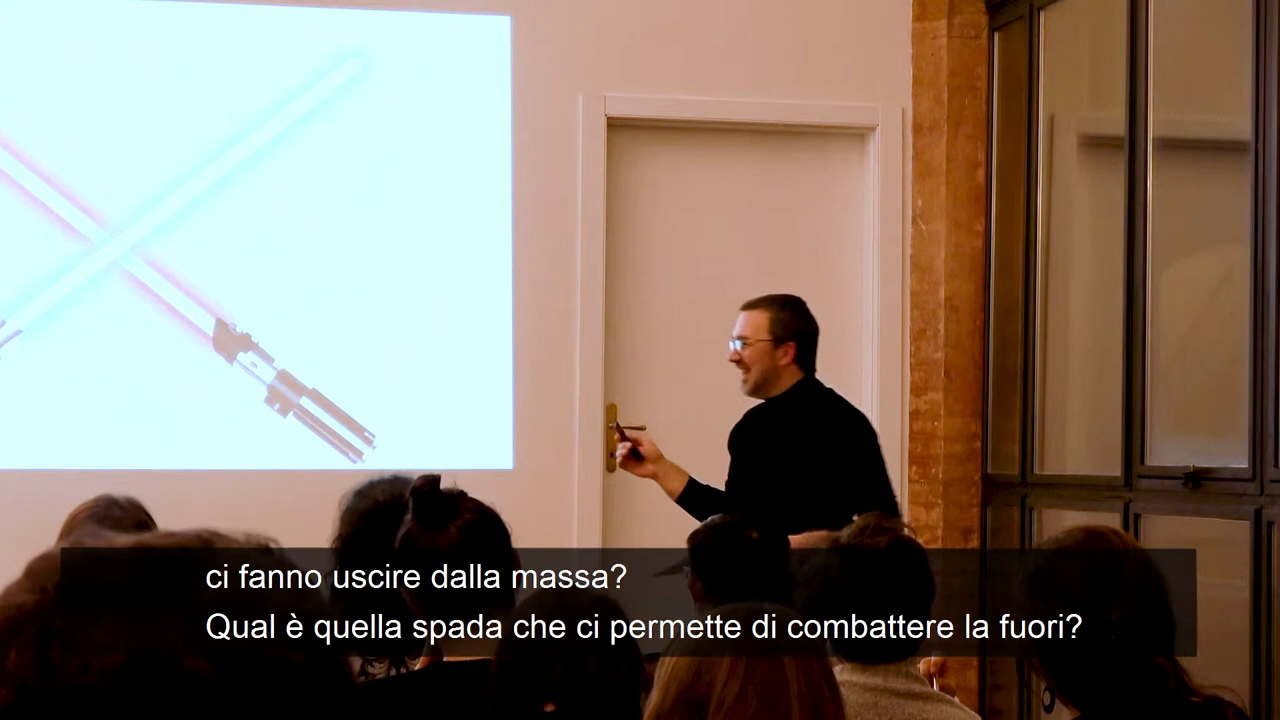 ci fanno uscire dalla massa?
Qual è quella spada che ci permette di combattere la fuori?